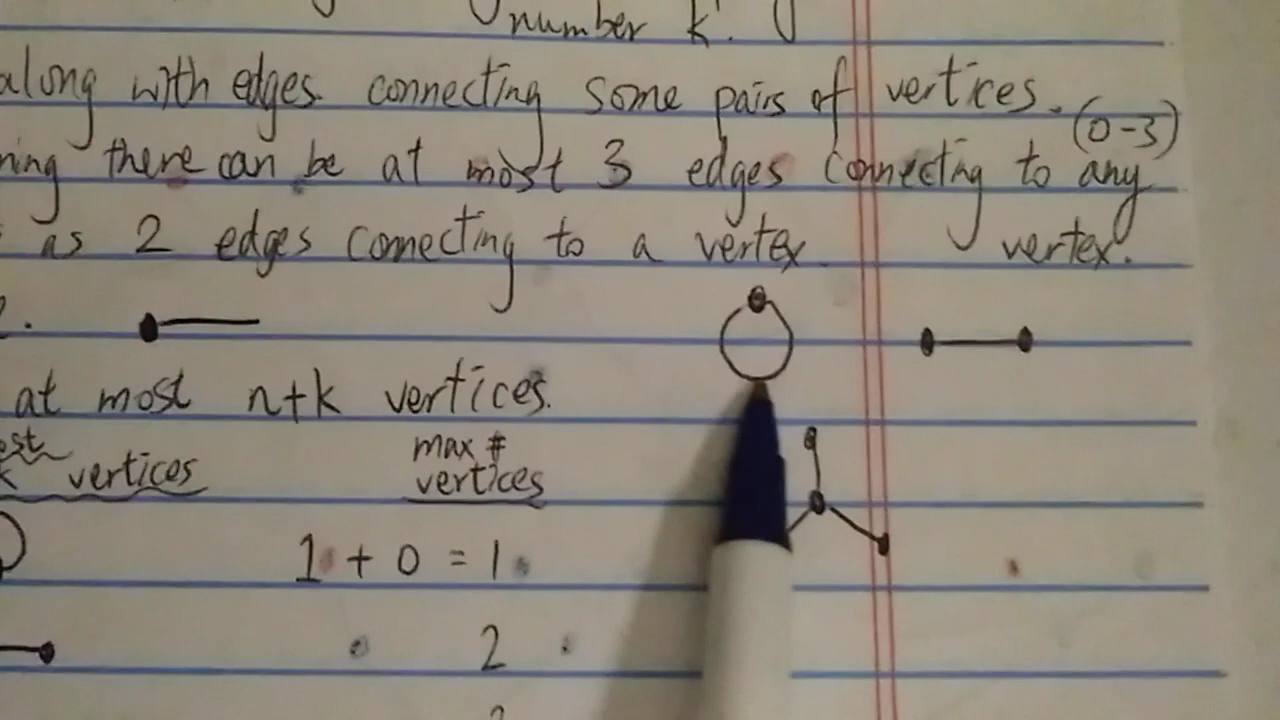 number k.
along with edges connecting some pairs of vertices. (0-3)
there can be at most 3 edges connecting to any
as 2 edges connecting to a vertex. vertex.
at most n+k vertices.
max #
vertices vertices
1 + 0 = 1
2